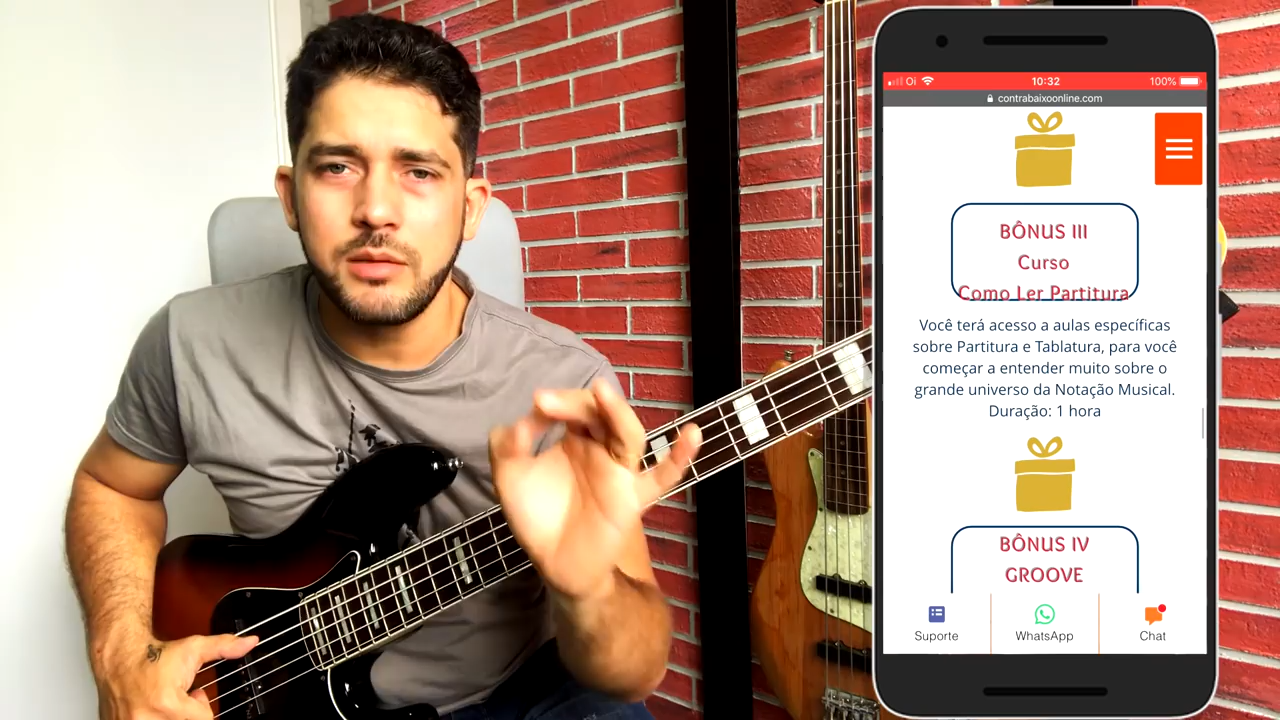 Oi
10:32
100%
contrabaixoonline.com
BÔNUS III
Curso
Como Ler Partitura
Você terá acesso a aulas específicas
sobre Partitura e Tablatura, para você
começar a entender muito sobre o
grande universo da Notação Musical.
Duração: 1 hora
BÔNUS IV
GROOVE
Suporte
WhatsApp
Chat